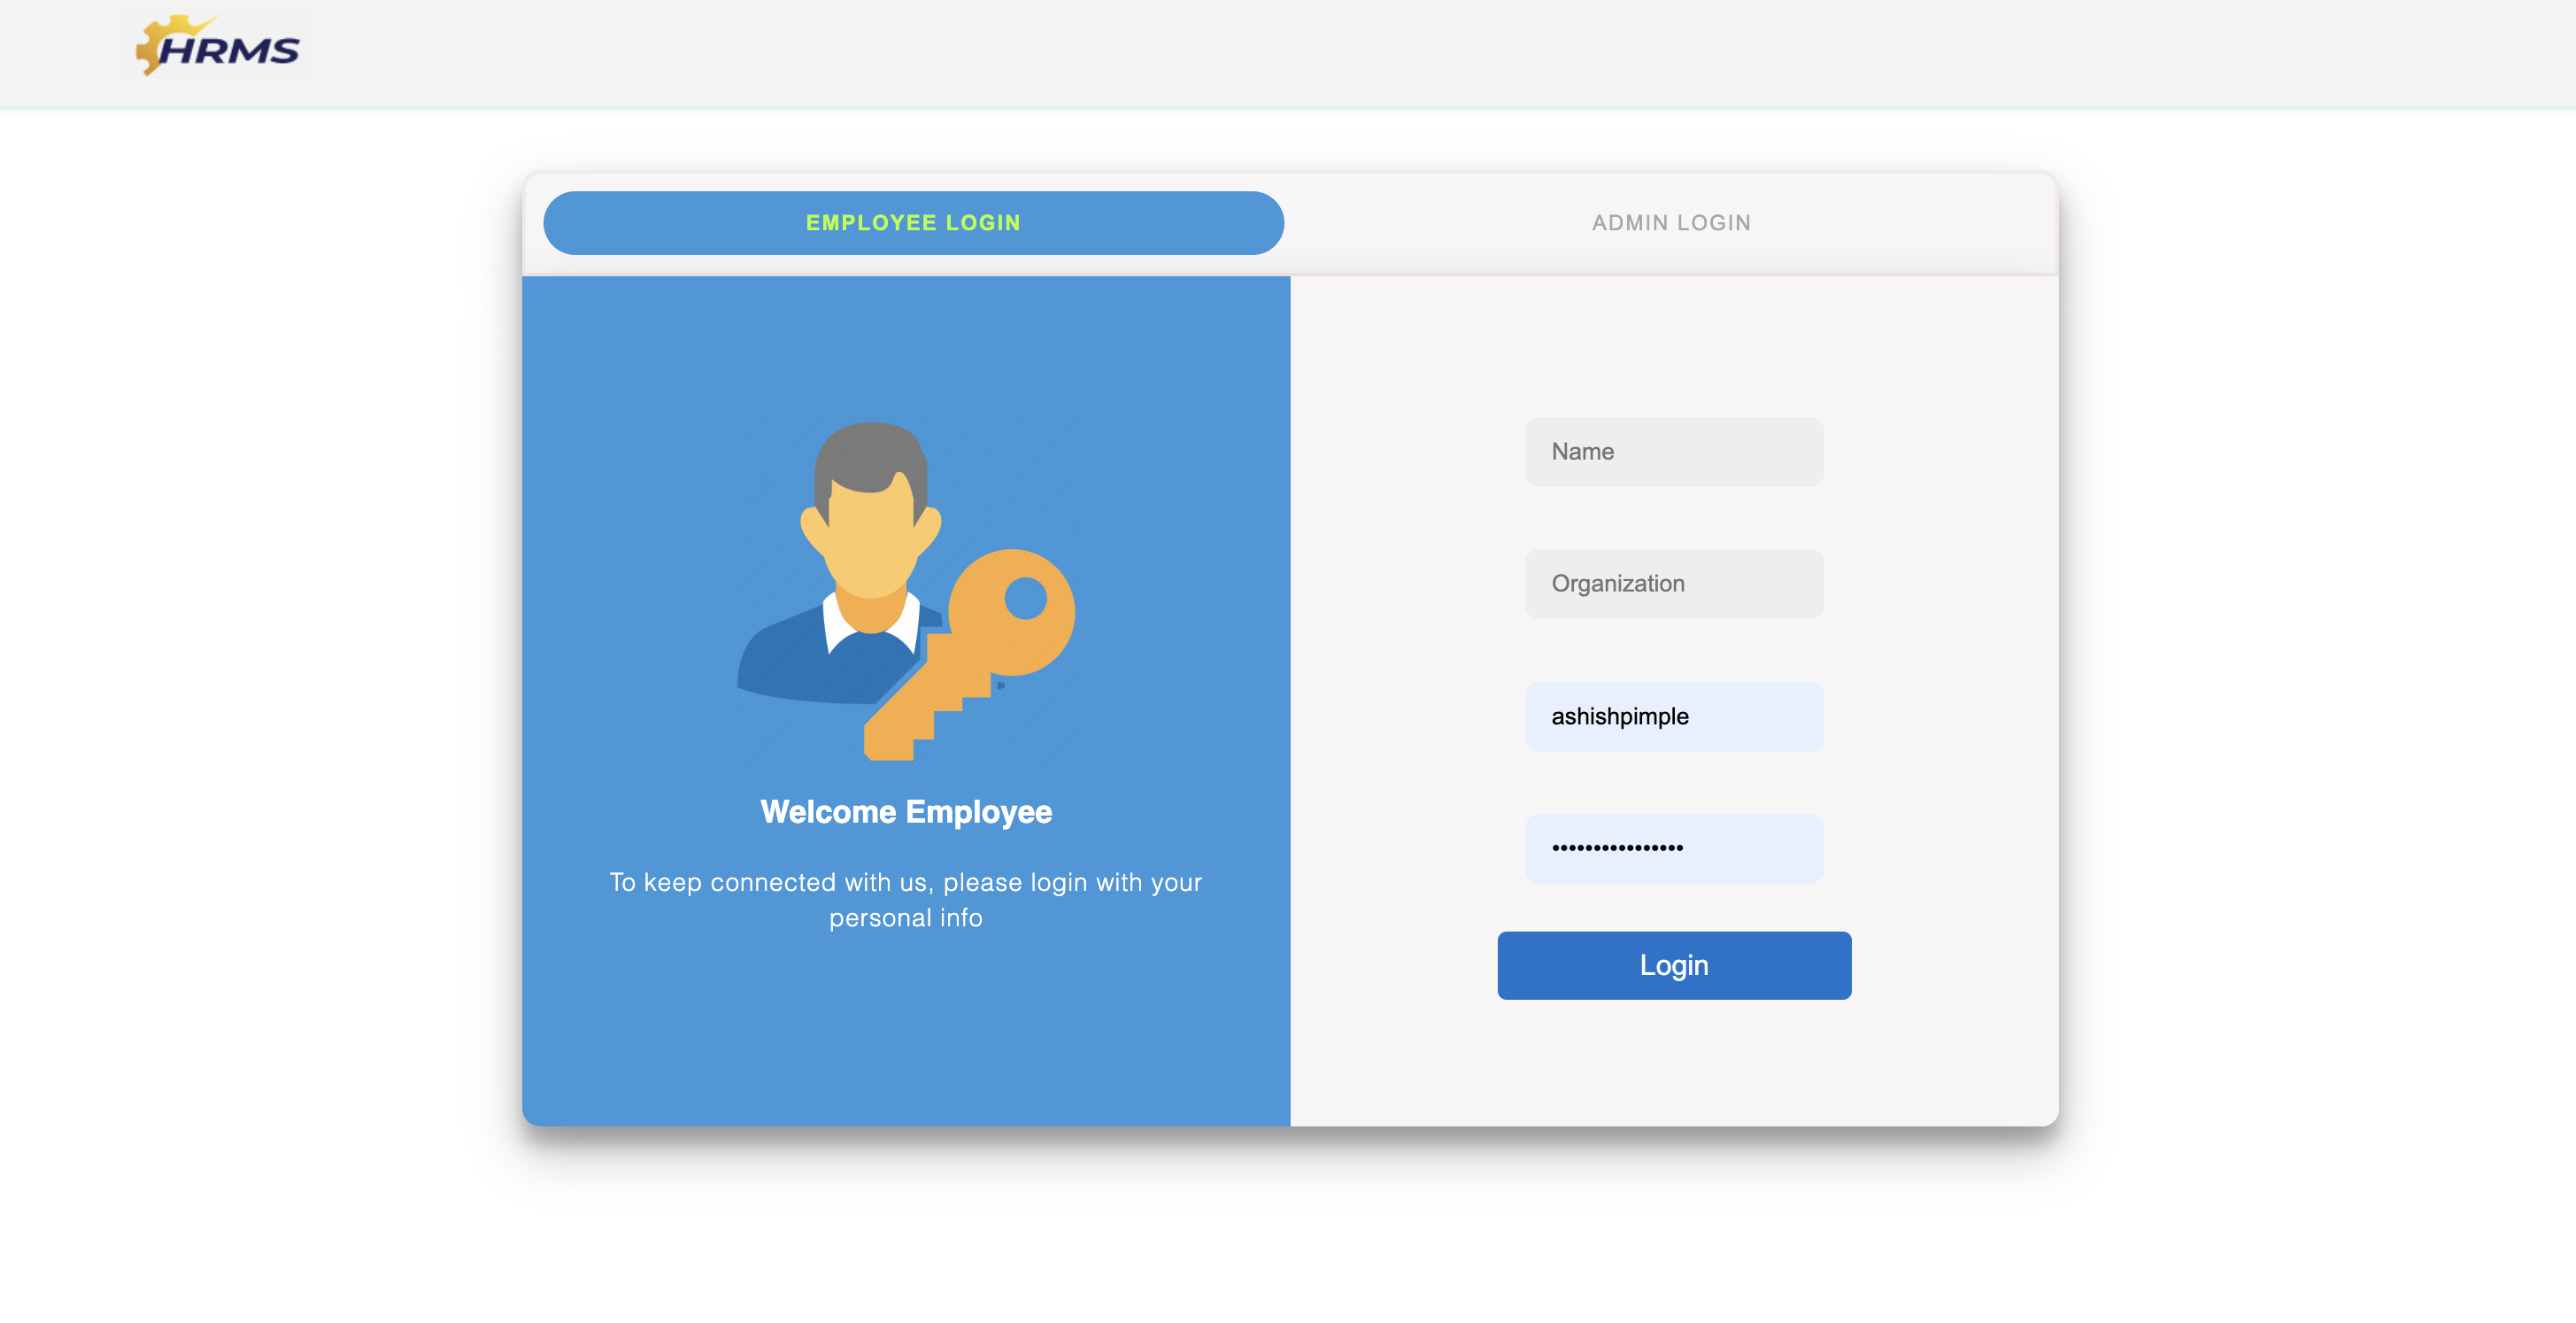 HRMS
EMPLOYEE LOGIN
ADMIN LOGIN
Welcome Employee
To keep connected with us, please login with your
personal info
Name
Organization
ashishpimple
••••••••••••••••
Login